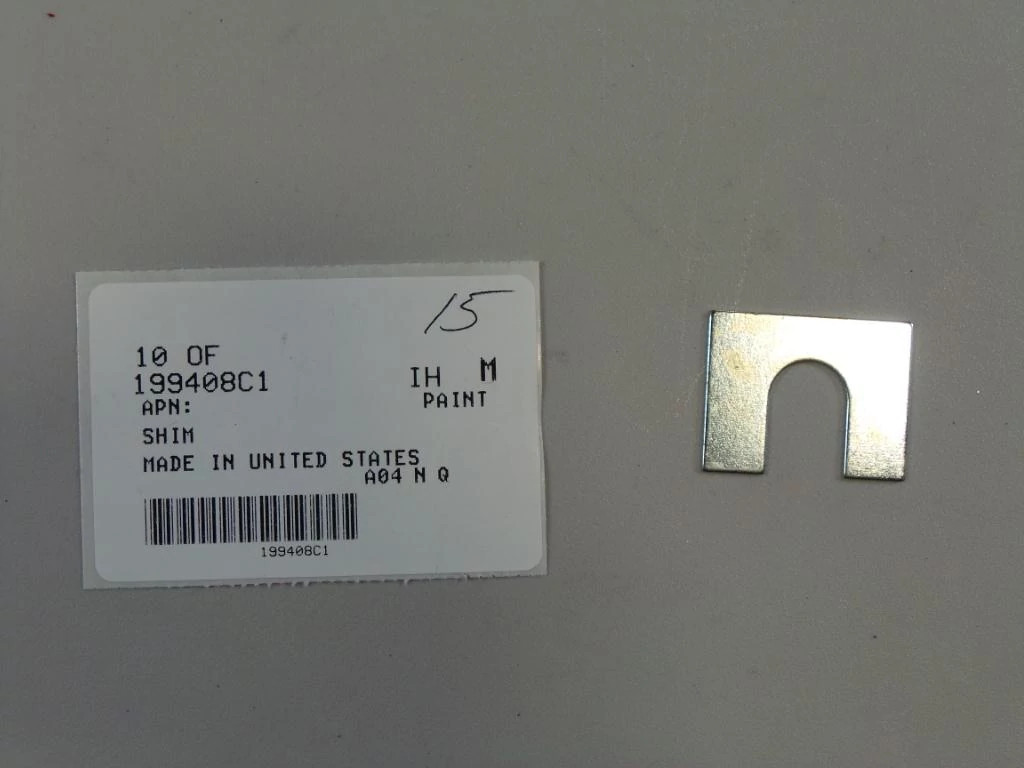 15
10 OF
199408C1 IH M
APN: PAINT
SHIM
MADE IN UNITED STATES
A04 N Q
199408C1